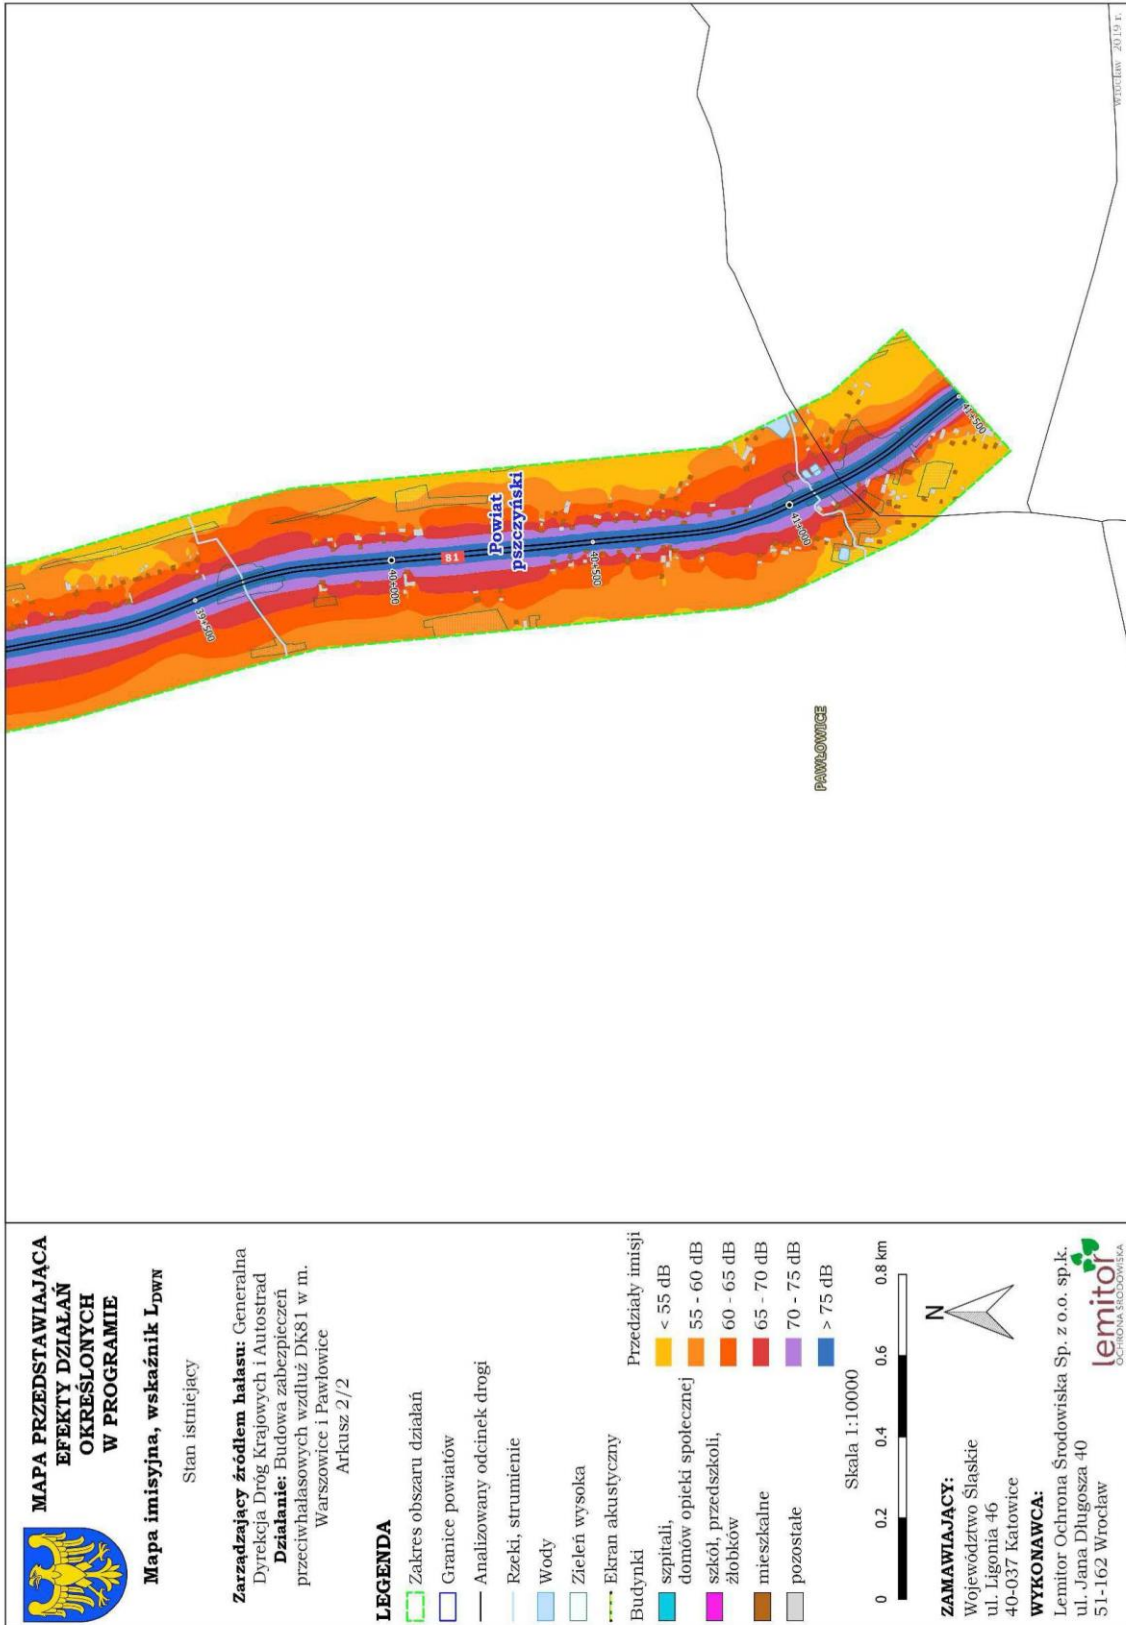 MAPA PRZEDSTAWIAJĄCA
EFEKTY DZIAŁAŃ
OKREŚLONYCH
W PROGRAMIE
Mapa imisyjna, wskaźnik LDWN
Stan istniejący
Zarządzający źródłem hałasu: Generalna
Dyrekcja Dróg Krajowych i Autostrad
Działanie: Budowa zabezpieczeń
przeciwhałasowych wzdłuż DK81 w m.
Warszowice i Pawłowice
Arkusz 2/2
LEGENDA
Zakres obszaru działań
Granice powiatów
Analizowany odcinek drogi
Rzeki, strumienie
Wody
Zieleń wysoka
Ekran akustyczny
Budynki
szpitali,
domów opieki społecznej
szkół, przedszkoli,
żłobków
mieszkalne
pozostałe
Przedziały imisji
< 55 dB
55 - 60 dB
60 - 65 dB
65 - 70 dB
70 - 75 dB
> 75 dB
Skala 1:10000
0 0.2 0.4 0.6 0.8 km
N
ZAMAWIAJĄCY:
Województwo Śląskie
ul. Ligonia 46
40-037 Katowice
WYKONAWCA:
Lemitor Ochrona Środowiska Sp. z o.o. sp.k.
ul. Jana Długosza 40
51-162 Wrocław
lemitor
OCHRONA ŚRODOWISKA
39+500
40+000
81
Powiat
pszczyński
40+500
41+000
41+500
PAWŁOWICE
Wrocław 2019 r.